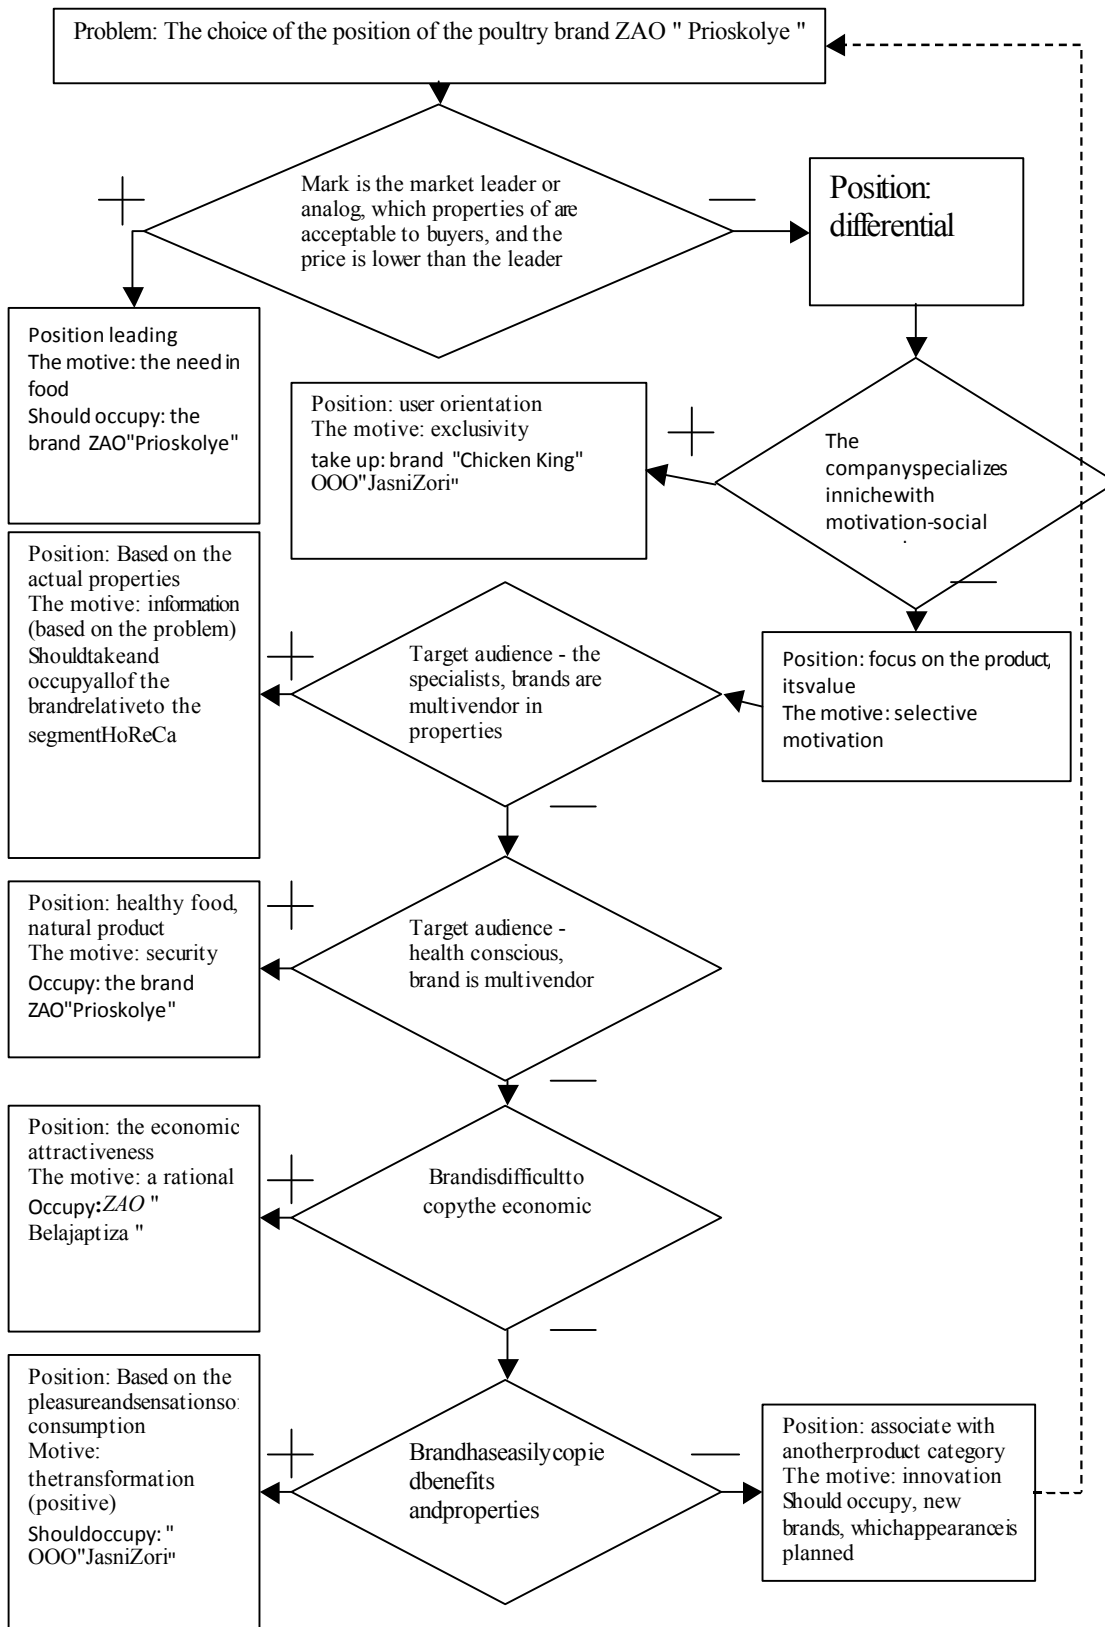 Problem: The choice of the position of the poultry brand ZAO " Prioskolye "
Mark is the market leader or
analog, which properties of are
acceptable to buyers, and the
price is lower than the leader
Position:
differential
Position leading
The motive: the need in
food
Should occupy: the
brand ZAO"Prioskolye"
Position: user orientation
The motive: exclusivity
take up: brand "Chicken King"
OOO"JasniZori"
The
companyspecializes
innichewith
motivation-social
Position: Based on the
actual properties
The motive: information
(based on the problem)
Shouldtakeand
occupyallof the
brandrelativeto the
segmentHoReCa
Target audience - the
specialists, brands are
multivendor in
properties
Position: focus on the product,
itsvalue
The motive: selective
motivation
Position: healthy food,
natural product
The motive: security
Occupy: the brand
ZAO"Prioskolye"
Target audience -
health conscious,
brand is multivendor
Position: the economic
attractiveness
The motive: a rational
Occupy:ZAO "
Belajaptiza "
Brandisdifficultto
copythe economic
Position: Based on the
pleasureandsensationso
consumption
Motive:
thetransformation
(positive)
Shouldoccupy: "
OOO"JasniZori"
Brandhaseasilycopie
dbenefits
andproperties
Position: associate with
anotherproduct category
The motive: innovation
Should occupy, new
brands, whichappearanceis
planned